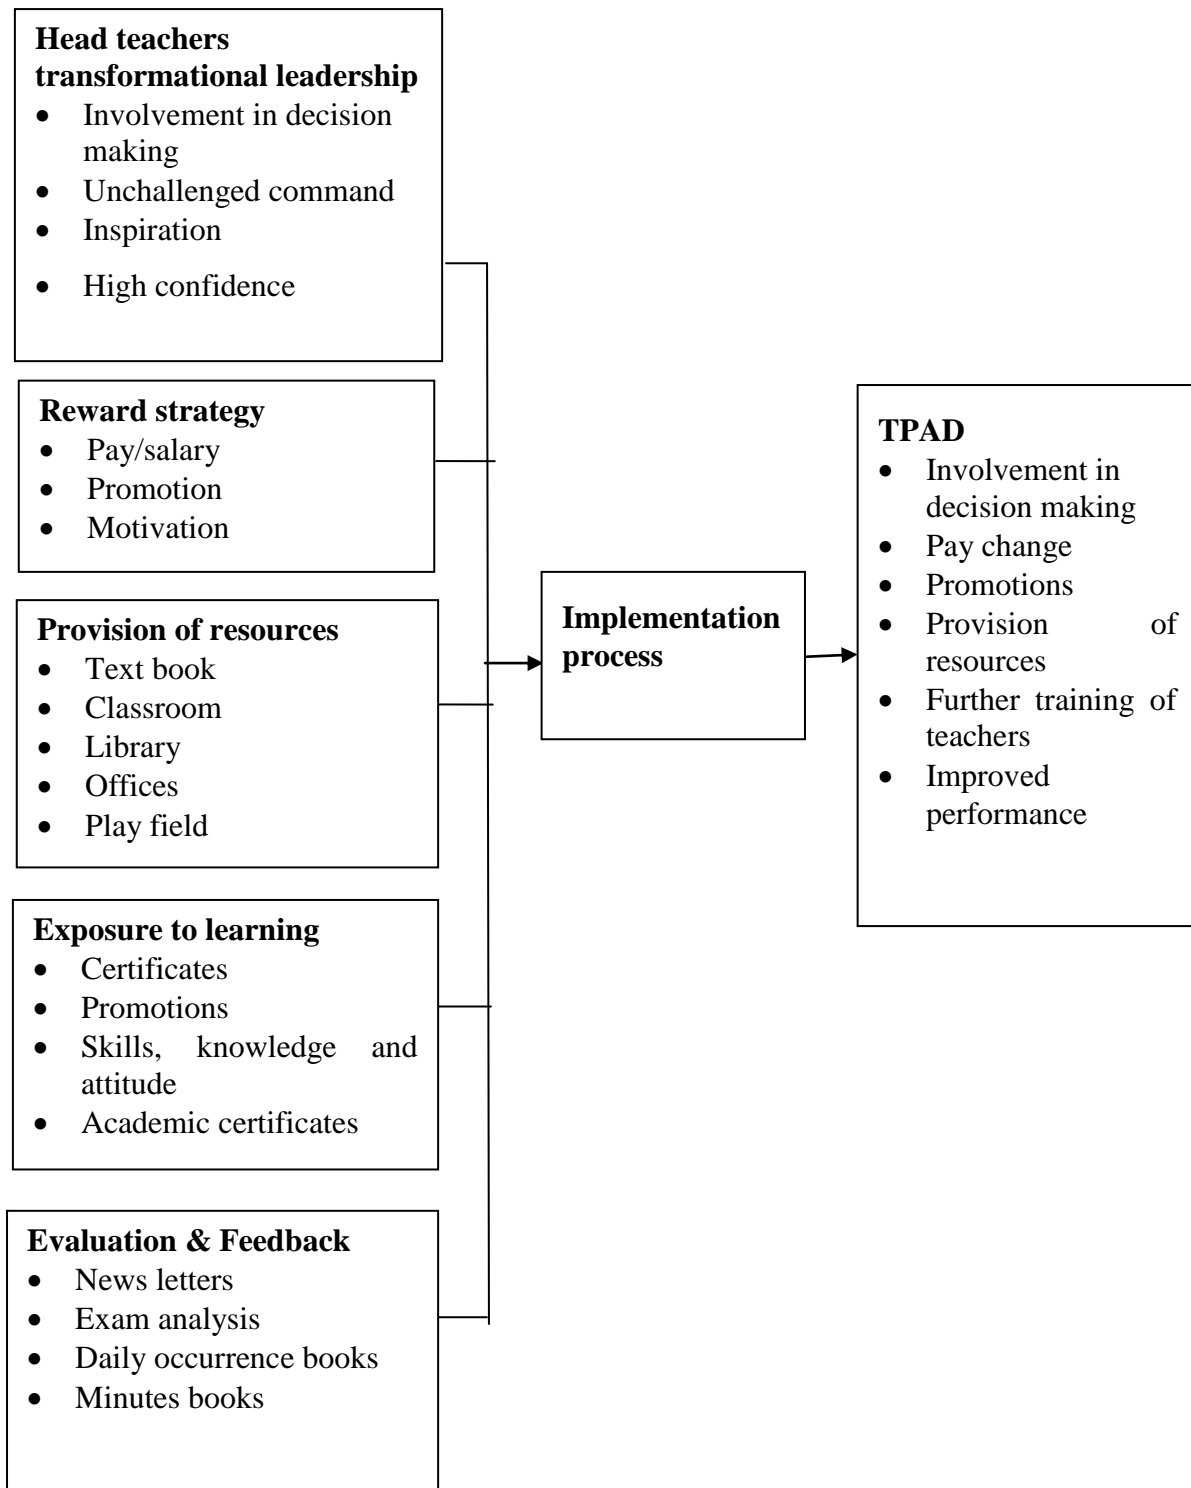 Head teachers
transformational leadership
• Involvement in decision
making
• Unchallenged command
• Inspiration
• High confidence
Reward strategy
• Pay/salary
• Promotion
• Motivation
Provision of resources
• Text book
• Classroom
• Library
• Offices
• Play field
Exposure to learning
• Certificates
• Promotions
• Skills, knowledge and
attitude
• Academic certificates
Evaluation & Feedback
• News letters
• Exam analysis
• Daily occurrence books
• Minutes books
Implementation
process
TPAD
• Involvement in
decision making
• Pay change
• Promotions
• Provision of
resources
• Further training of
teachers
• Improved
performance